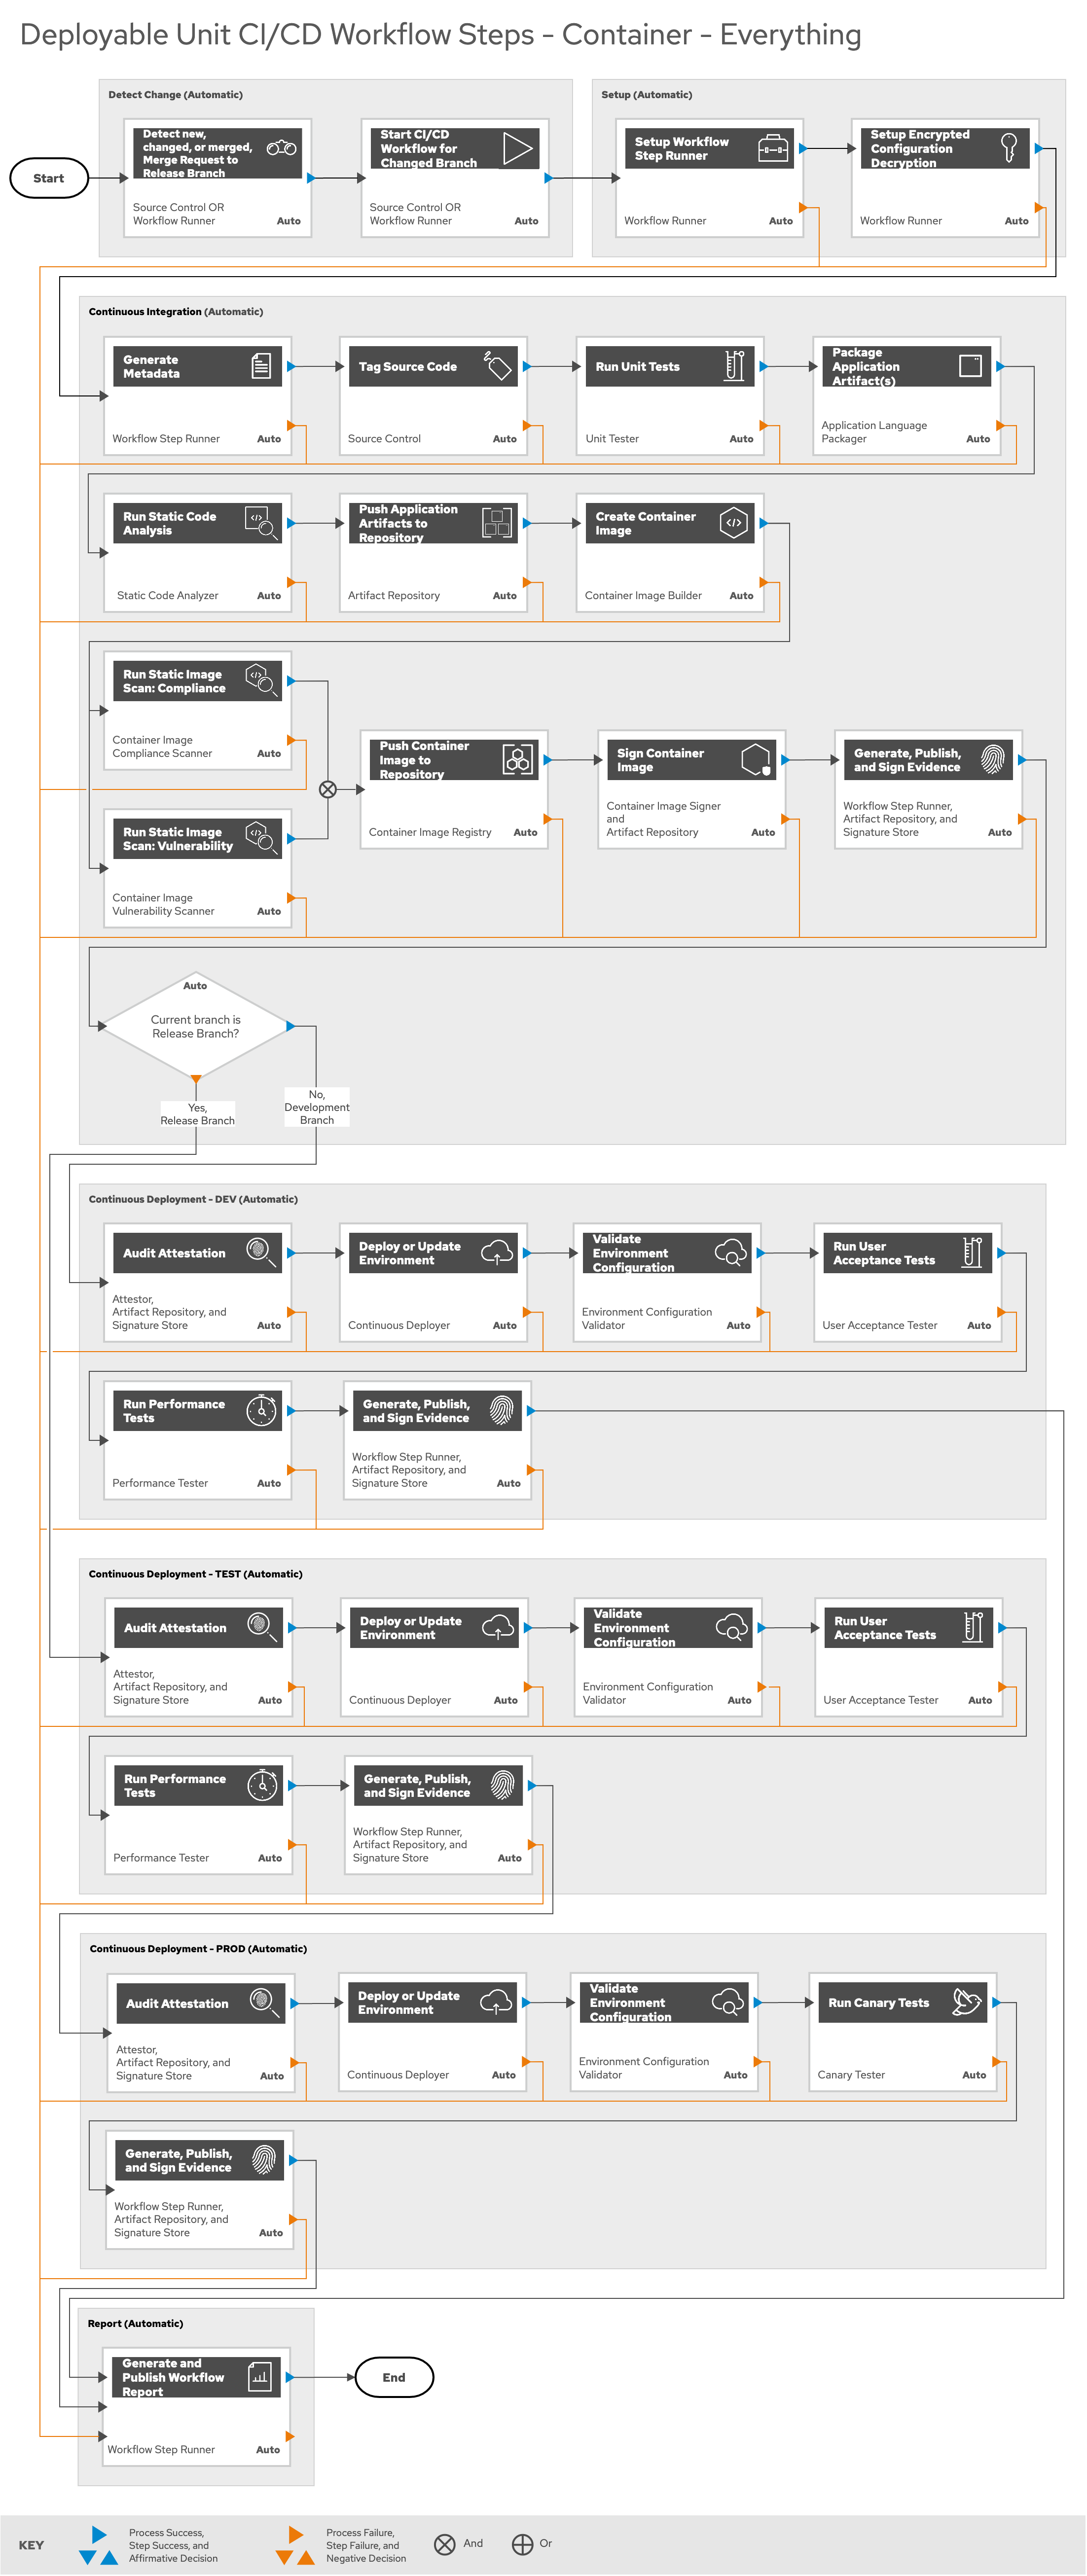 Deployable Unit CI/CD Workflow Steps - Container - Everything
Detect Change (Automatic)
Setup (Automatic)
Start
Detect new,
changed, or merged,
Merge Request to
Release Branch
Source Control OR
Workflow Runner
Auto
Start CI/CD
Workflow for
Changed Branch
Source Control OR
Workflow Runner
Auto
Setup Workflow
Step Runner
Workflow Runner
Auto
Setup Encrypted
Configuration
Decryption
Workflow Runner
Auto
Continuous Integration (Automatic)
Generate
Metadata
Workflow Step Runner
Auto
Tag Source Code
Source Control
Auto
Run Unit Tests
Unit Tester
Auto
Package
Application
Artifact(s)
Application Language
Packager
Auto
Run Static Code
Analysis
Static Code Analyzer
Auto
Push Application
Artifacts to
Repository
Artifact Repository
Auto
Create Container
Image
Container Image Builder
Auto
Run Static Image
Scan: Compliance
Container Image
Compliance Scanner
Auto
Run Static Image
Scan: Vulnerability
Container Image
Vulnerability Scanner
Auto
Push Container
Image to
Repository
Container Image Registry
Auto
Sign Container
Image
Container Image Signer
and
Artifact Repository
Auto
Generate, Publish,
and Sign Evidence
Workflow Step Runner,
Artifact Repository, and
Signature Store
Auto
Auto
Current branch is
Release Branch?
Yes,
Release Branch
No,
Development
Branch
Continuous Deployment - DEV (Automatic)
Audit Attestation
Attestor,
Artifact Repository, and
Signature Store
Auto
Deploy or Update
Environment
Continuous Deployer
Auto
Validate
Environment
Configuration
Environment Configuration
Validator
Auto
Run User
Acceptance Tests
User Acceptance Tester
Auto
Run Performance
Tests
Performance Tester
Auto
Generate, Publish,
and Sign Evidence
Workflow Step Runner,
Artifact Repository, and
Signature Store
Auto
Continuous Deployment - TEST (Automatic)
Audit Attestation
Attestor,
Artifact Repository, and
Signature Store
Auto
Deploy or Update
Environment
Continuous Deployer
Auto
Validate
Environment
Configuration
Environment Configuration
Validator
Auto
Run User
Acceptance Tests
User Acceptance Tester
Auto
Run Performance
Tests
Performance Tester
Auto
Generate, Publish,
and Sign Evidence
Workflow Step Runner,
Artifact Repository, and
Signature Store
Auto
Continuous Deployment - PROD (Automatic)
Audit Attestation
Attestor,
Artifact Repository, and
Signature Store
Auto
Deploy or Update
Environment
Continuous Deployer
Auto
Validate
Environment
Configuration
Environment Configuration
Validator
Auto
Run Canary Tests
Canary Tester
Auto
Generate, Publish,
and Sign Evidence
Workflow Step Runner,
Artifact Repository, and
Signature Store
Auto
Report (Automatic)
Generate and
Publish Workflow
Report
Workflow Step Runner
Auto
End
KEY
Process Success,
Step Success, and
Affirmative Decision
Process Failure,
Step Failure, and
Negative Decision
And
Or